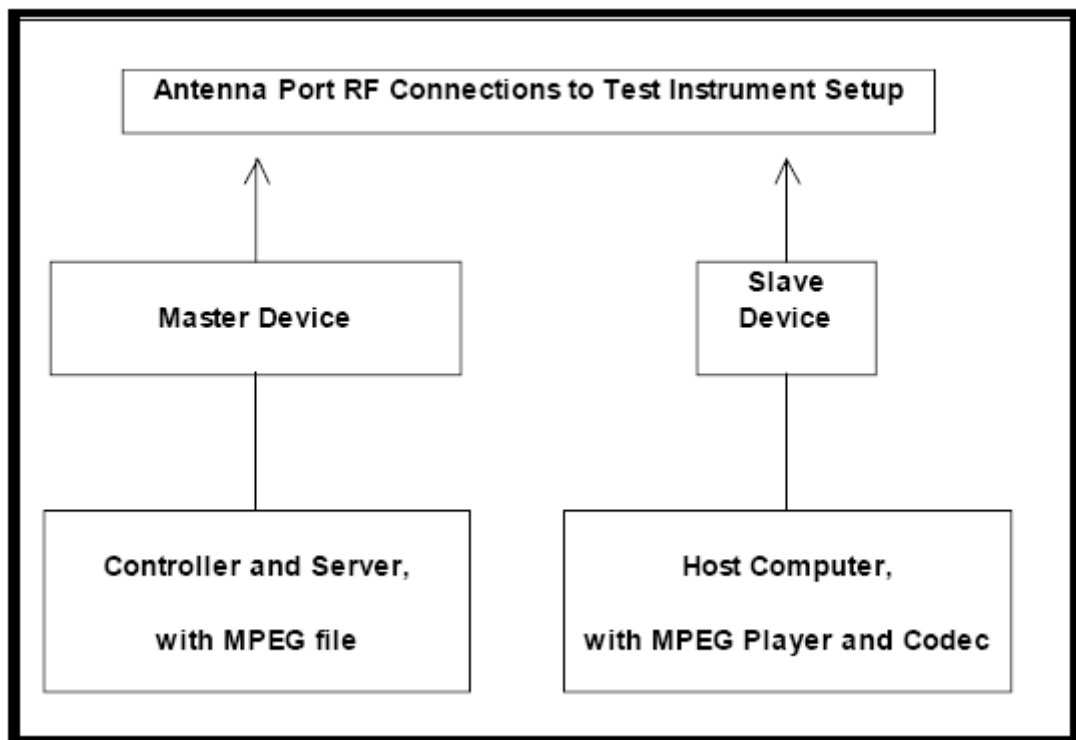 Antenna Port RF Connections to Test Instrument Setup
Master Device
Slave
Device
Controller and Server,
with MPEG file
Host Computer,
with MPEG Player and Codec